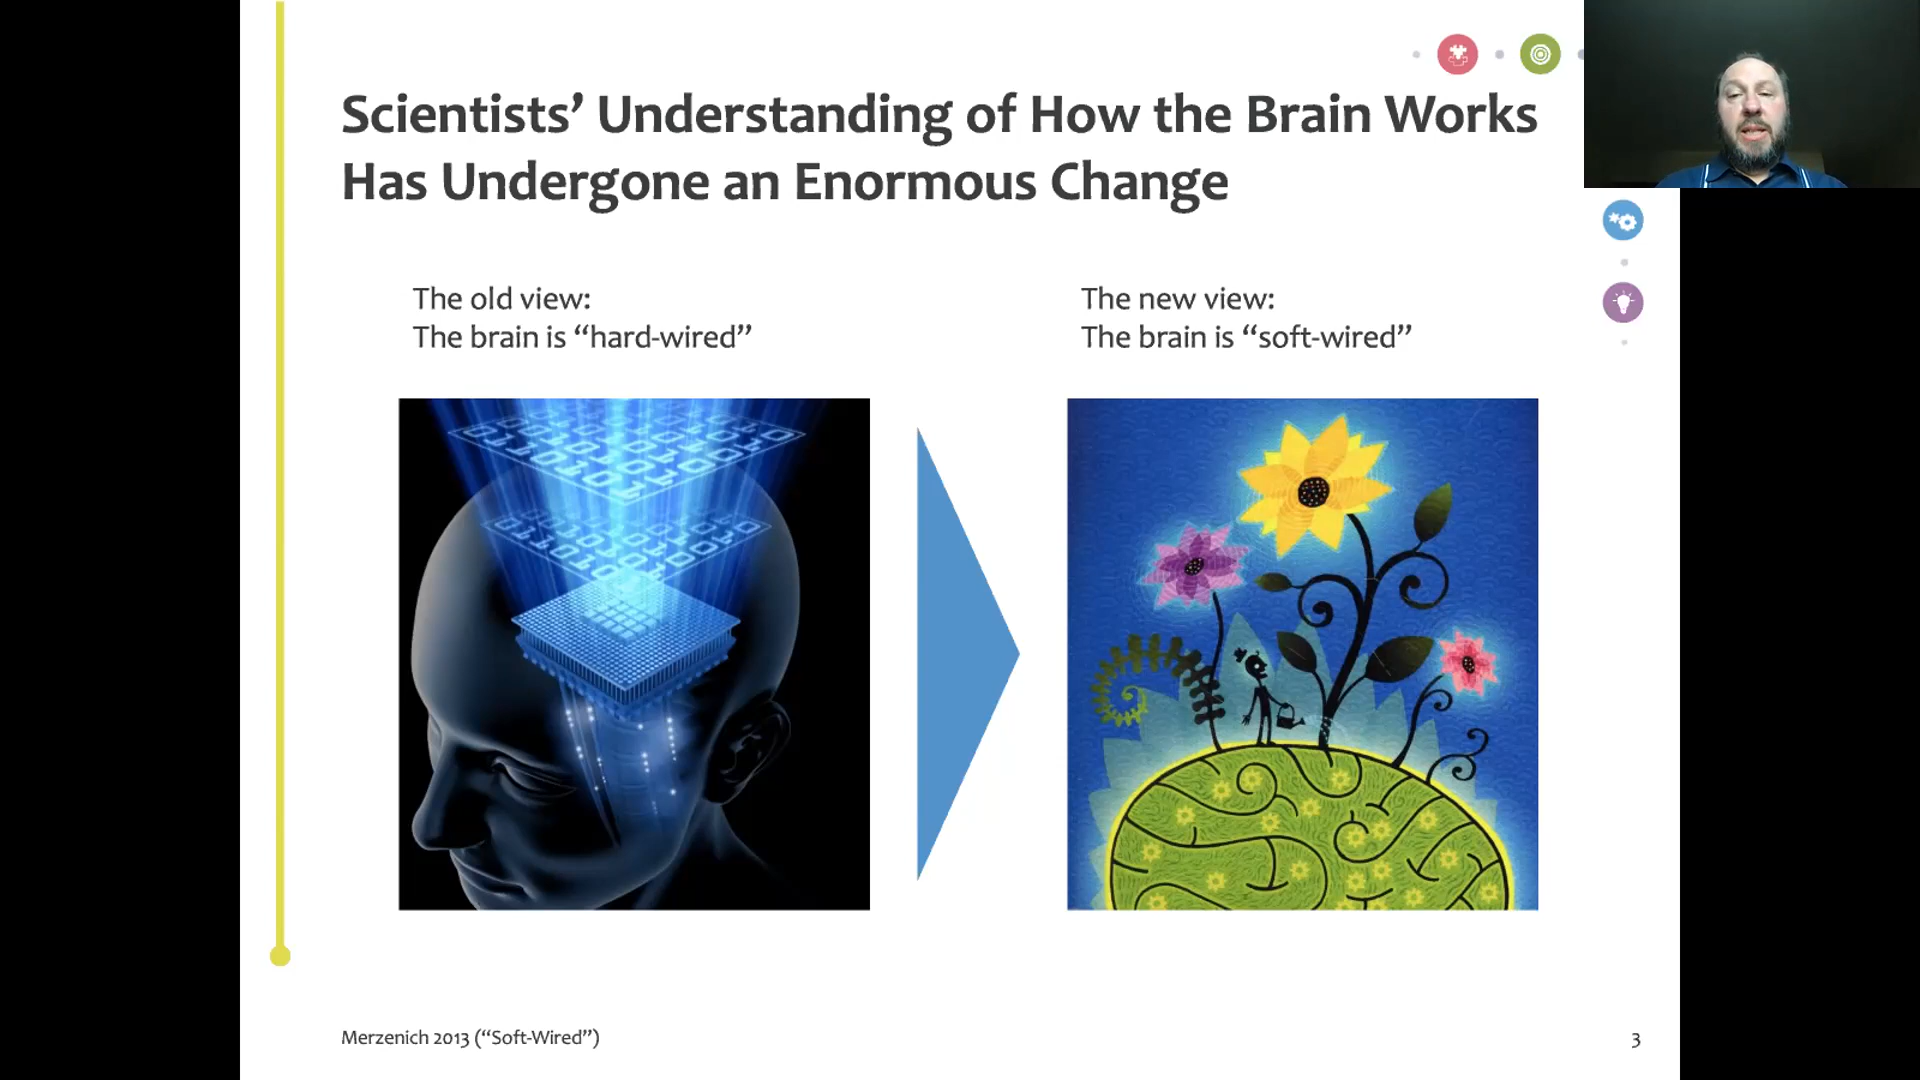 Scientists’ Understanding of How the Brain Works
Has Undergone an Enormous Change
The old view:
The brain is “hard-wired”
The new view:
The brain is “soft-wired”
Merzenich 2013 (“Soft-Wired”)
3